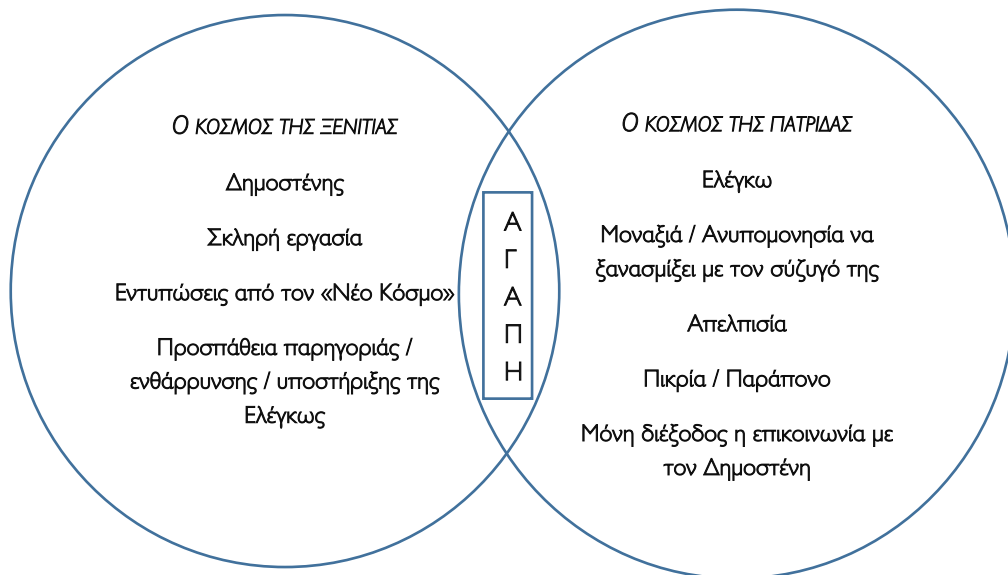 Ο ΚΟΣΜΟΣ ΤΗΣ ΞΕΝΙΤΙΑΣ
Δημοστένης
Σκληρή εργασία
Εντυπώσεις από τον «Νέο Κόσμο»
Προσπάθεια παρηγοριάς /
ενθάρρυνσης / υποστήριξης της
Ελέγκως
Α
Γ
Α
Π
Η
Ο ΚΟΣΜΟΣ ΤΗΣ ΠΑΤΡΙΔΑΣ
Ελέγκω
Μοναξιά / Ανυπομονησία να
ξανασμίξει με τον σύζυγό της
Απελπισία
Πικρία / Παράπονο
Μόνη διέξοδος η επικοινωνία με
τον Δημοστένη